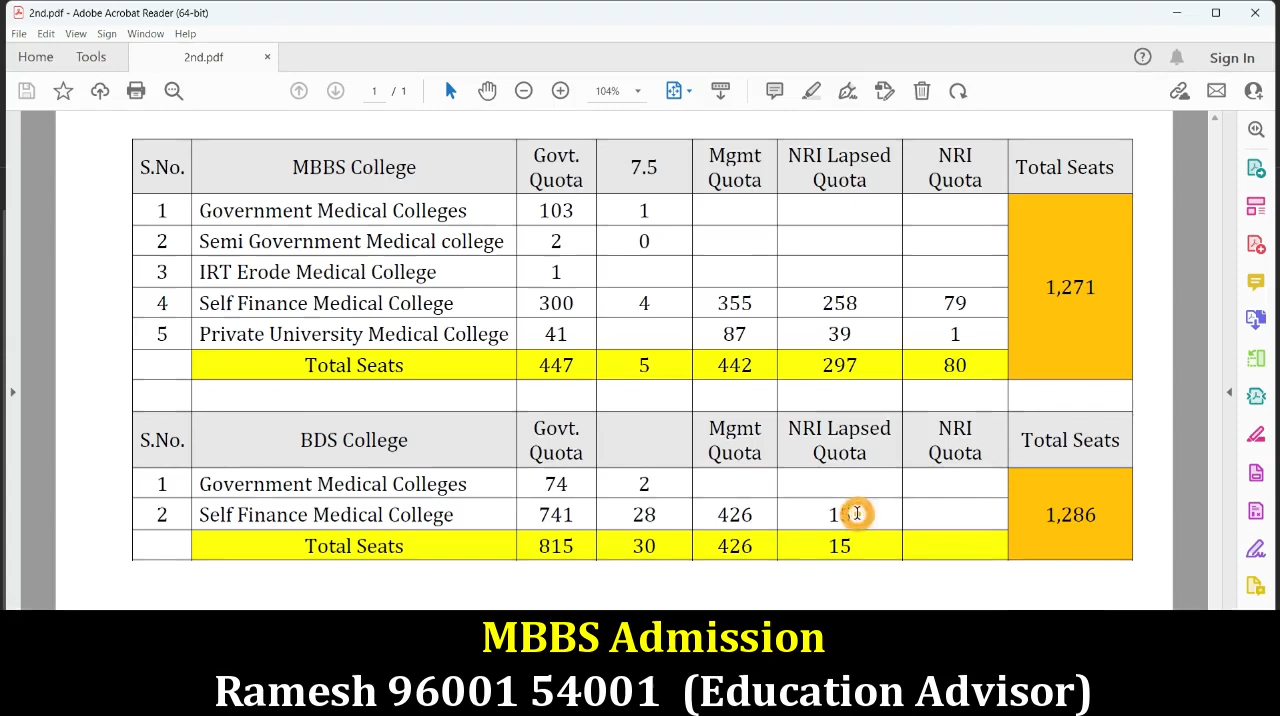 2nd.pdf - Adobe Acrobat Reader (64-bit)
File Edit View Sign Window Help
Home Tools 2nd.pdf × Sign In
1 / 1 104%
S.No. MBBS College Govt. Quota 7.5 Mgmt Quota NRI Lapsed Quota NRI Quota Total Seats
1 Government Medical Colleges 103 1
2 Semi Government Medical college 2 0
3 IRT Erode Medical College 1
4 Self Finance Medical College 300 4 355 258 79
5 Private University Medical College 41 87 39 1
1,271
Total Seats 447 5 442 297 80
S.No. BDS College Govt. Quota Mgmt Quota NRI Lapsed Quota NRI Quota Total Seats
1 Government Medical Colleges 74 2
2 Self Finance Medical College 741 28 426 15 1,286
Total Seats 815 30 426 15
MBBS Admission
Ramesh 96001 54001 (Education Advisor)